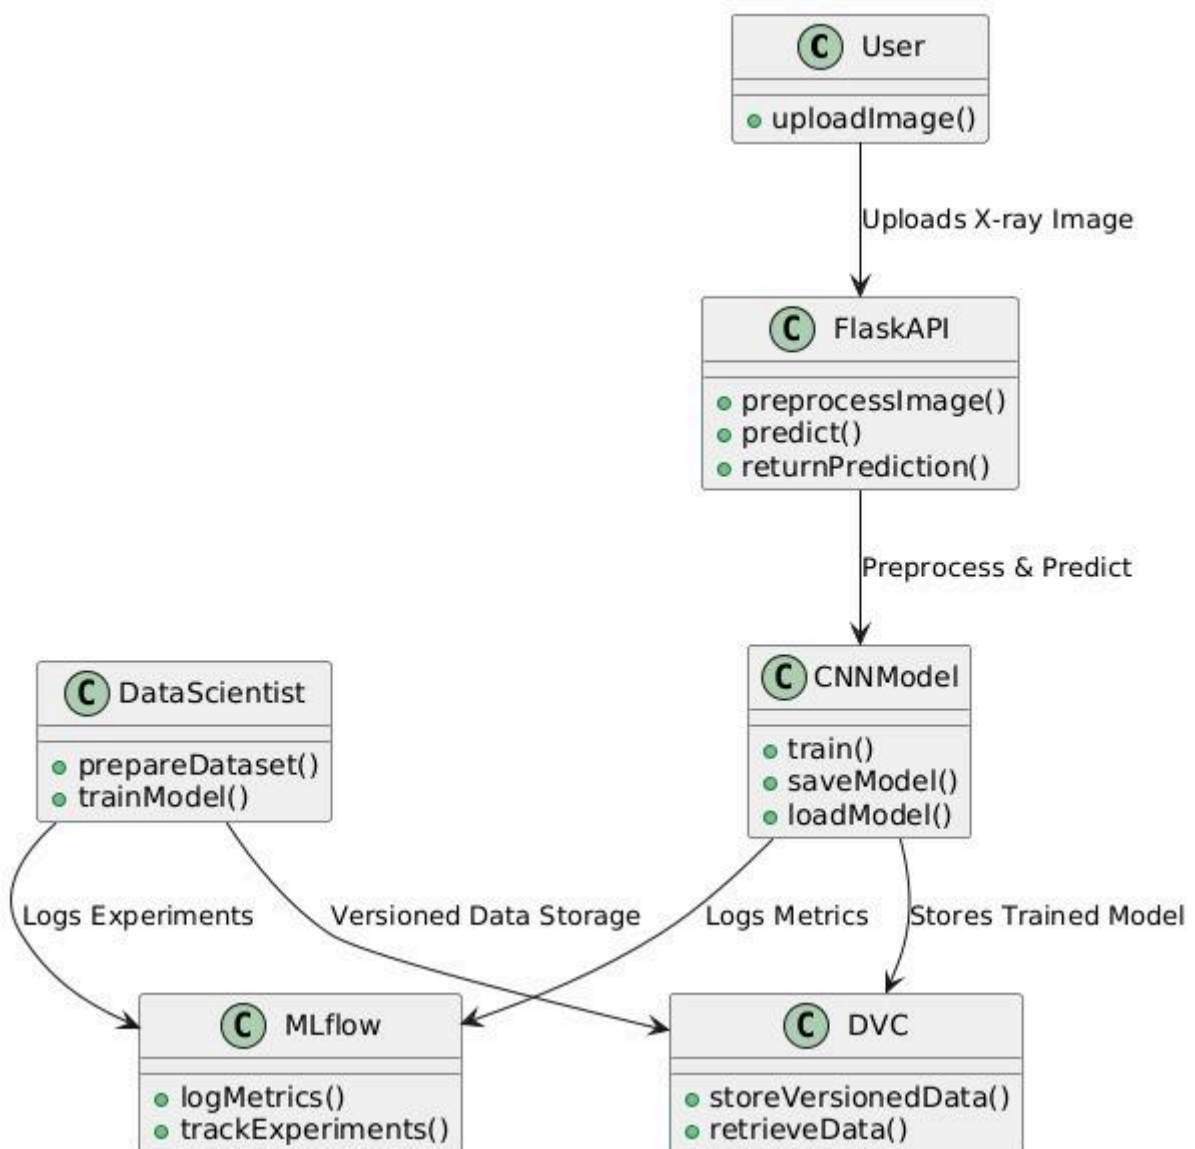 C User
uploadImage()
Uploads X-ray Image
C FlaskAPI
preprocessImage()
predict()
returnPrediction()
Preprocess & Predict
C CNNModel
train()
saveModel()
loadModel()
C DataScientist
prepareDataset()
trainModel()
Logs Experiments
Versioned Data Storage
Logs Metrics
Stores Trained Model
C MLflow
logMetrics()
trackExperiments()
C DVC
storeVersionedData()
retrieveData()